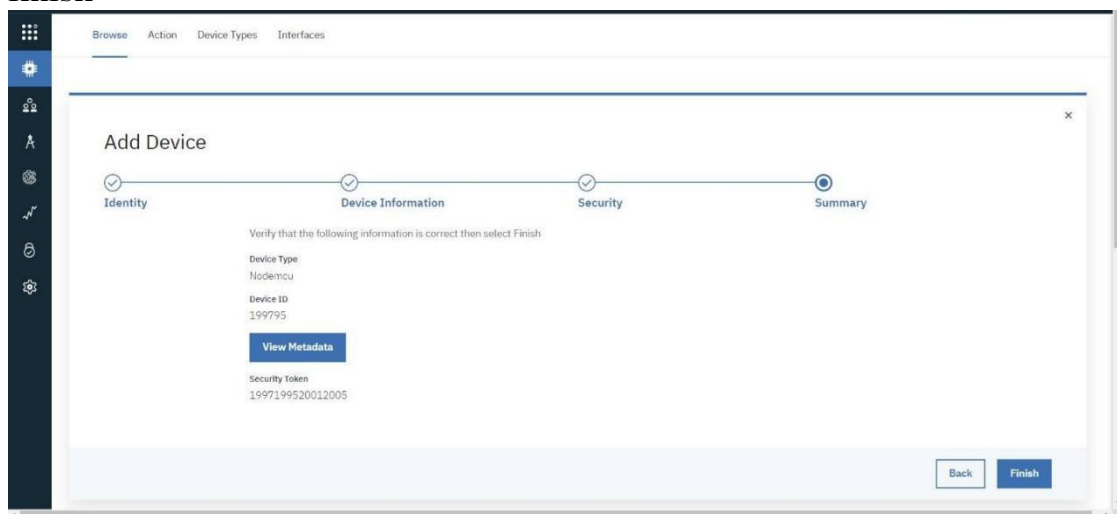 finish
Browse Action Device Types Interfaces
Add Device
Identity Device Information Security Summary
Verify that the following information is correct then select Finish
Device Type
Nodemcu
Device ID
199795
View Metadata
Security Token
1997199520012005
Back Finish